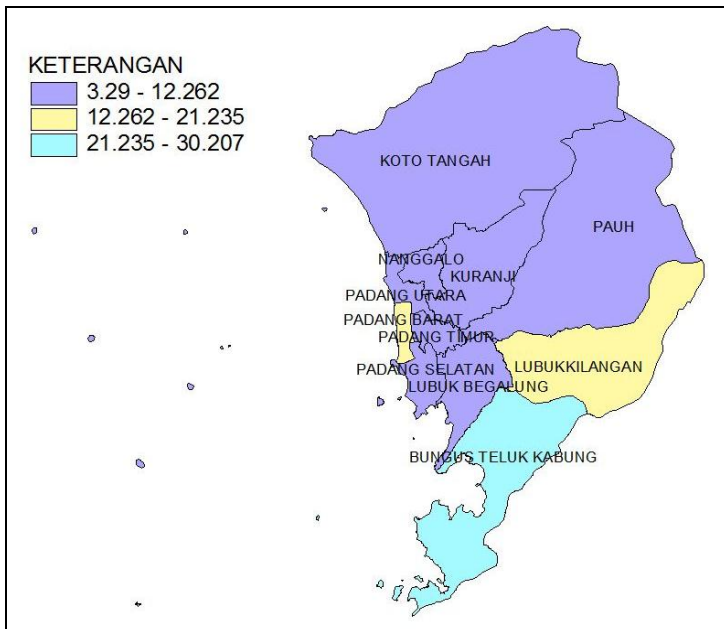 KETERANGAN
3.29 - 12.262
12.262 - 21.235
21.235 - 30.207
KOTO TANGAH
PAUH
NANGGALO
KURANJI
PADANG UTARA
PADANG BARAT
PADANG TIMUR
PADANG SELATAN
LUBUKKILANGAN
LUBUK BEGALUNG
BUNGUS TELUK KABUNG